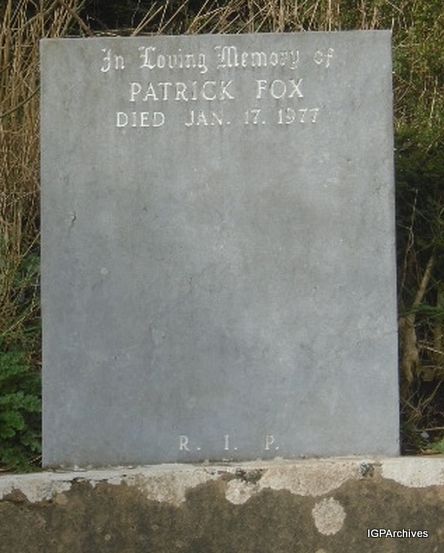 In Loving Memory of
PATRICK FOX
DIED JAN. 17. 1977
R. I. P.
IGPArchives